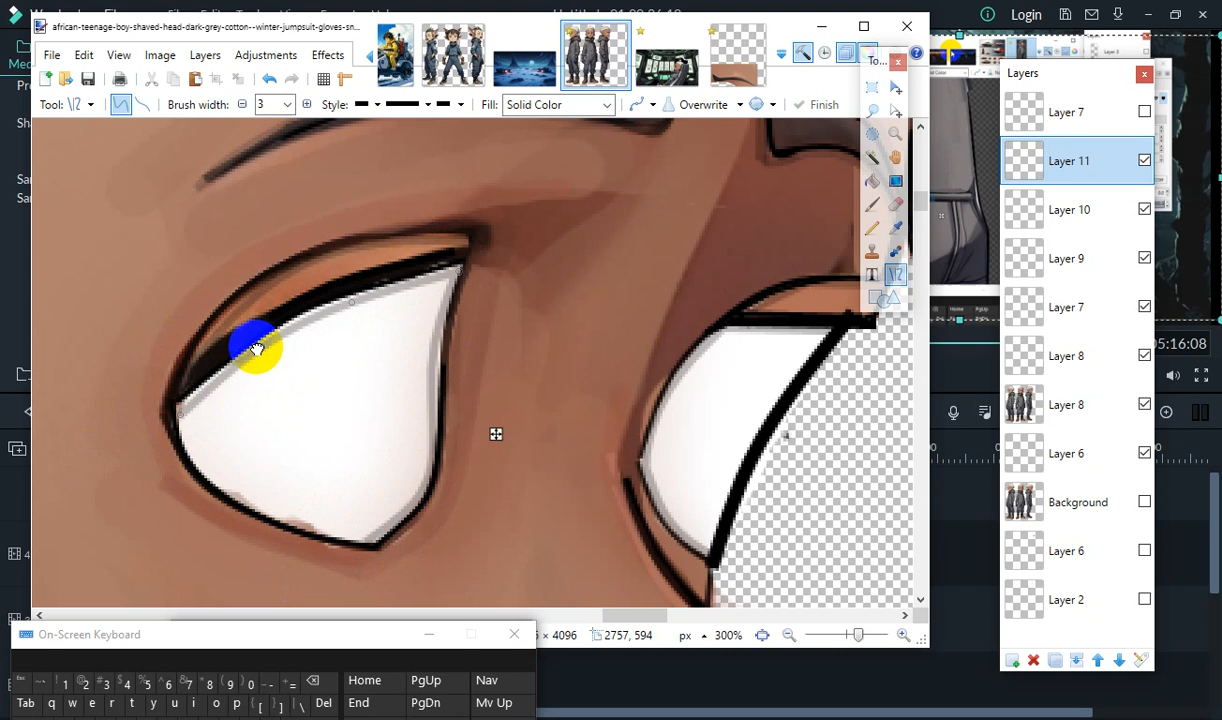 african-teenage-boy-shaved-head-dark-grey-cotton--winter-jumpsuit-gloves-sn...
Login
File Edit View Image Layers Adjustments Effects
Tool: Brush width: 3 Style: Fill: Solid Color Overwrite Finish
To...
Layers
Layer 7
Layer 11
Layer 10
Layer 9
Layer 7
Layer 8
Layer 8
Layer 6
Background
Layer 6
Layer 2
05:16:08
× 4096 2757, 594 px 300%
On-Screen Keyboard
Esc ~ ` ! 1 @ 2 # 3 $ 4 % 5 ^ 6 & 7 * 8 ( 9 ) 0 _ - + = Home PgUp Nav
Tab q w e r t y u i o p { [ } ] | \ Del End PgDn Mv Up